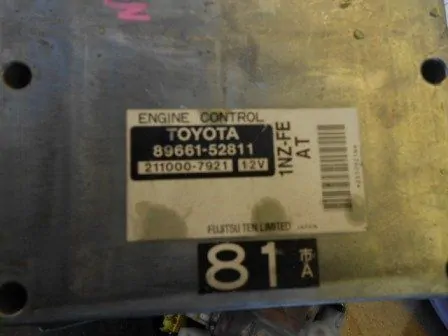 ENGINE CONTROL
TOYOTA
89661-52811
211000-7921 12V
1NZ-FE
AT
FUJITSU TEN LIMITED JAPAN
81
A